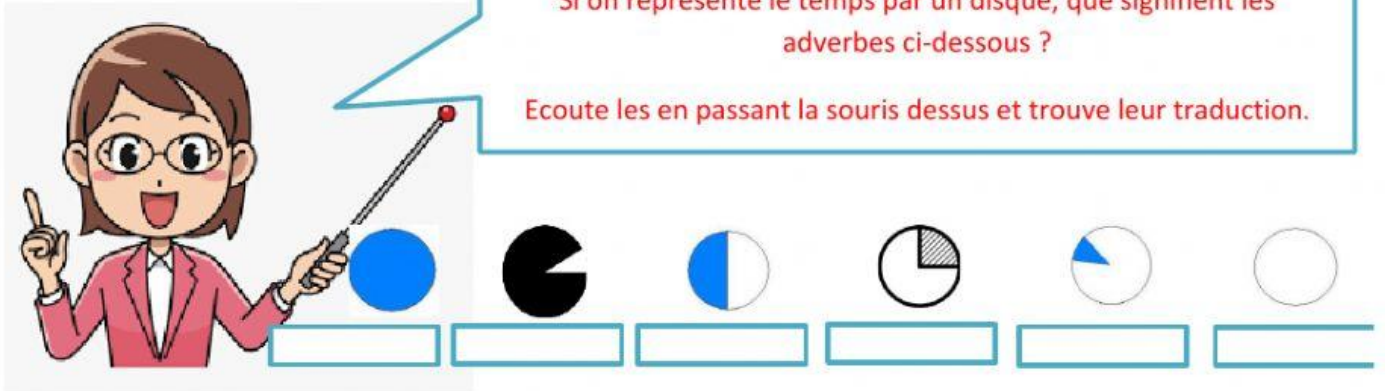 Si on représente le temps par un disque, que signifient les
adverbes ci-dessous ?
Ecoute les en passant la souris dessus et trouve leur traduction.